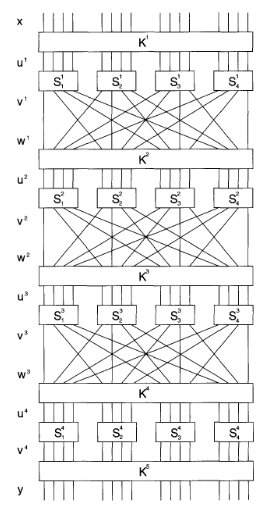 x
K¹
u¹
S₁¹ S₂¹ S₃¹ S₄¹
v¹
w¹
K²
u²
S₁² S₂² S₃² S₄²
v²
w²
K³
u³
S₁³ S₂³ S₃³ S₄³
v³
w³
K⁴
u⁴
S₁⁴ S₂⁴ S₃⁴ S₄⁴
v⁴
K⁵
y